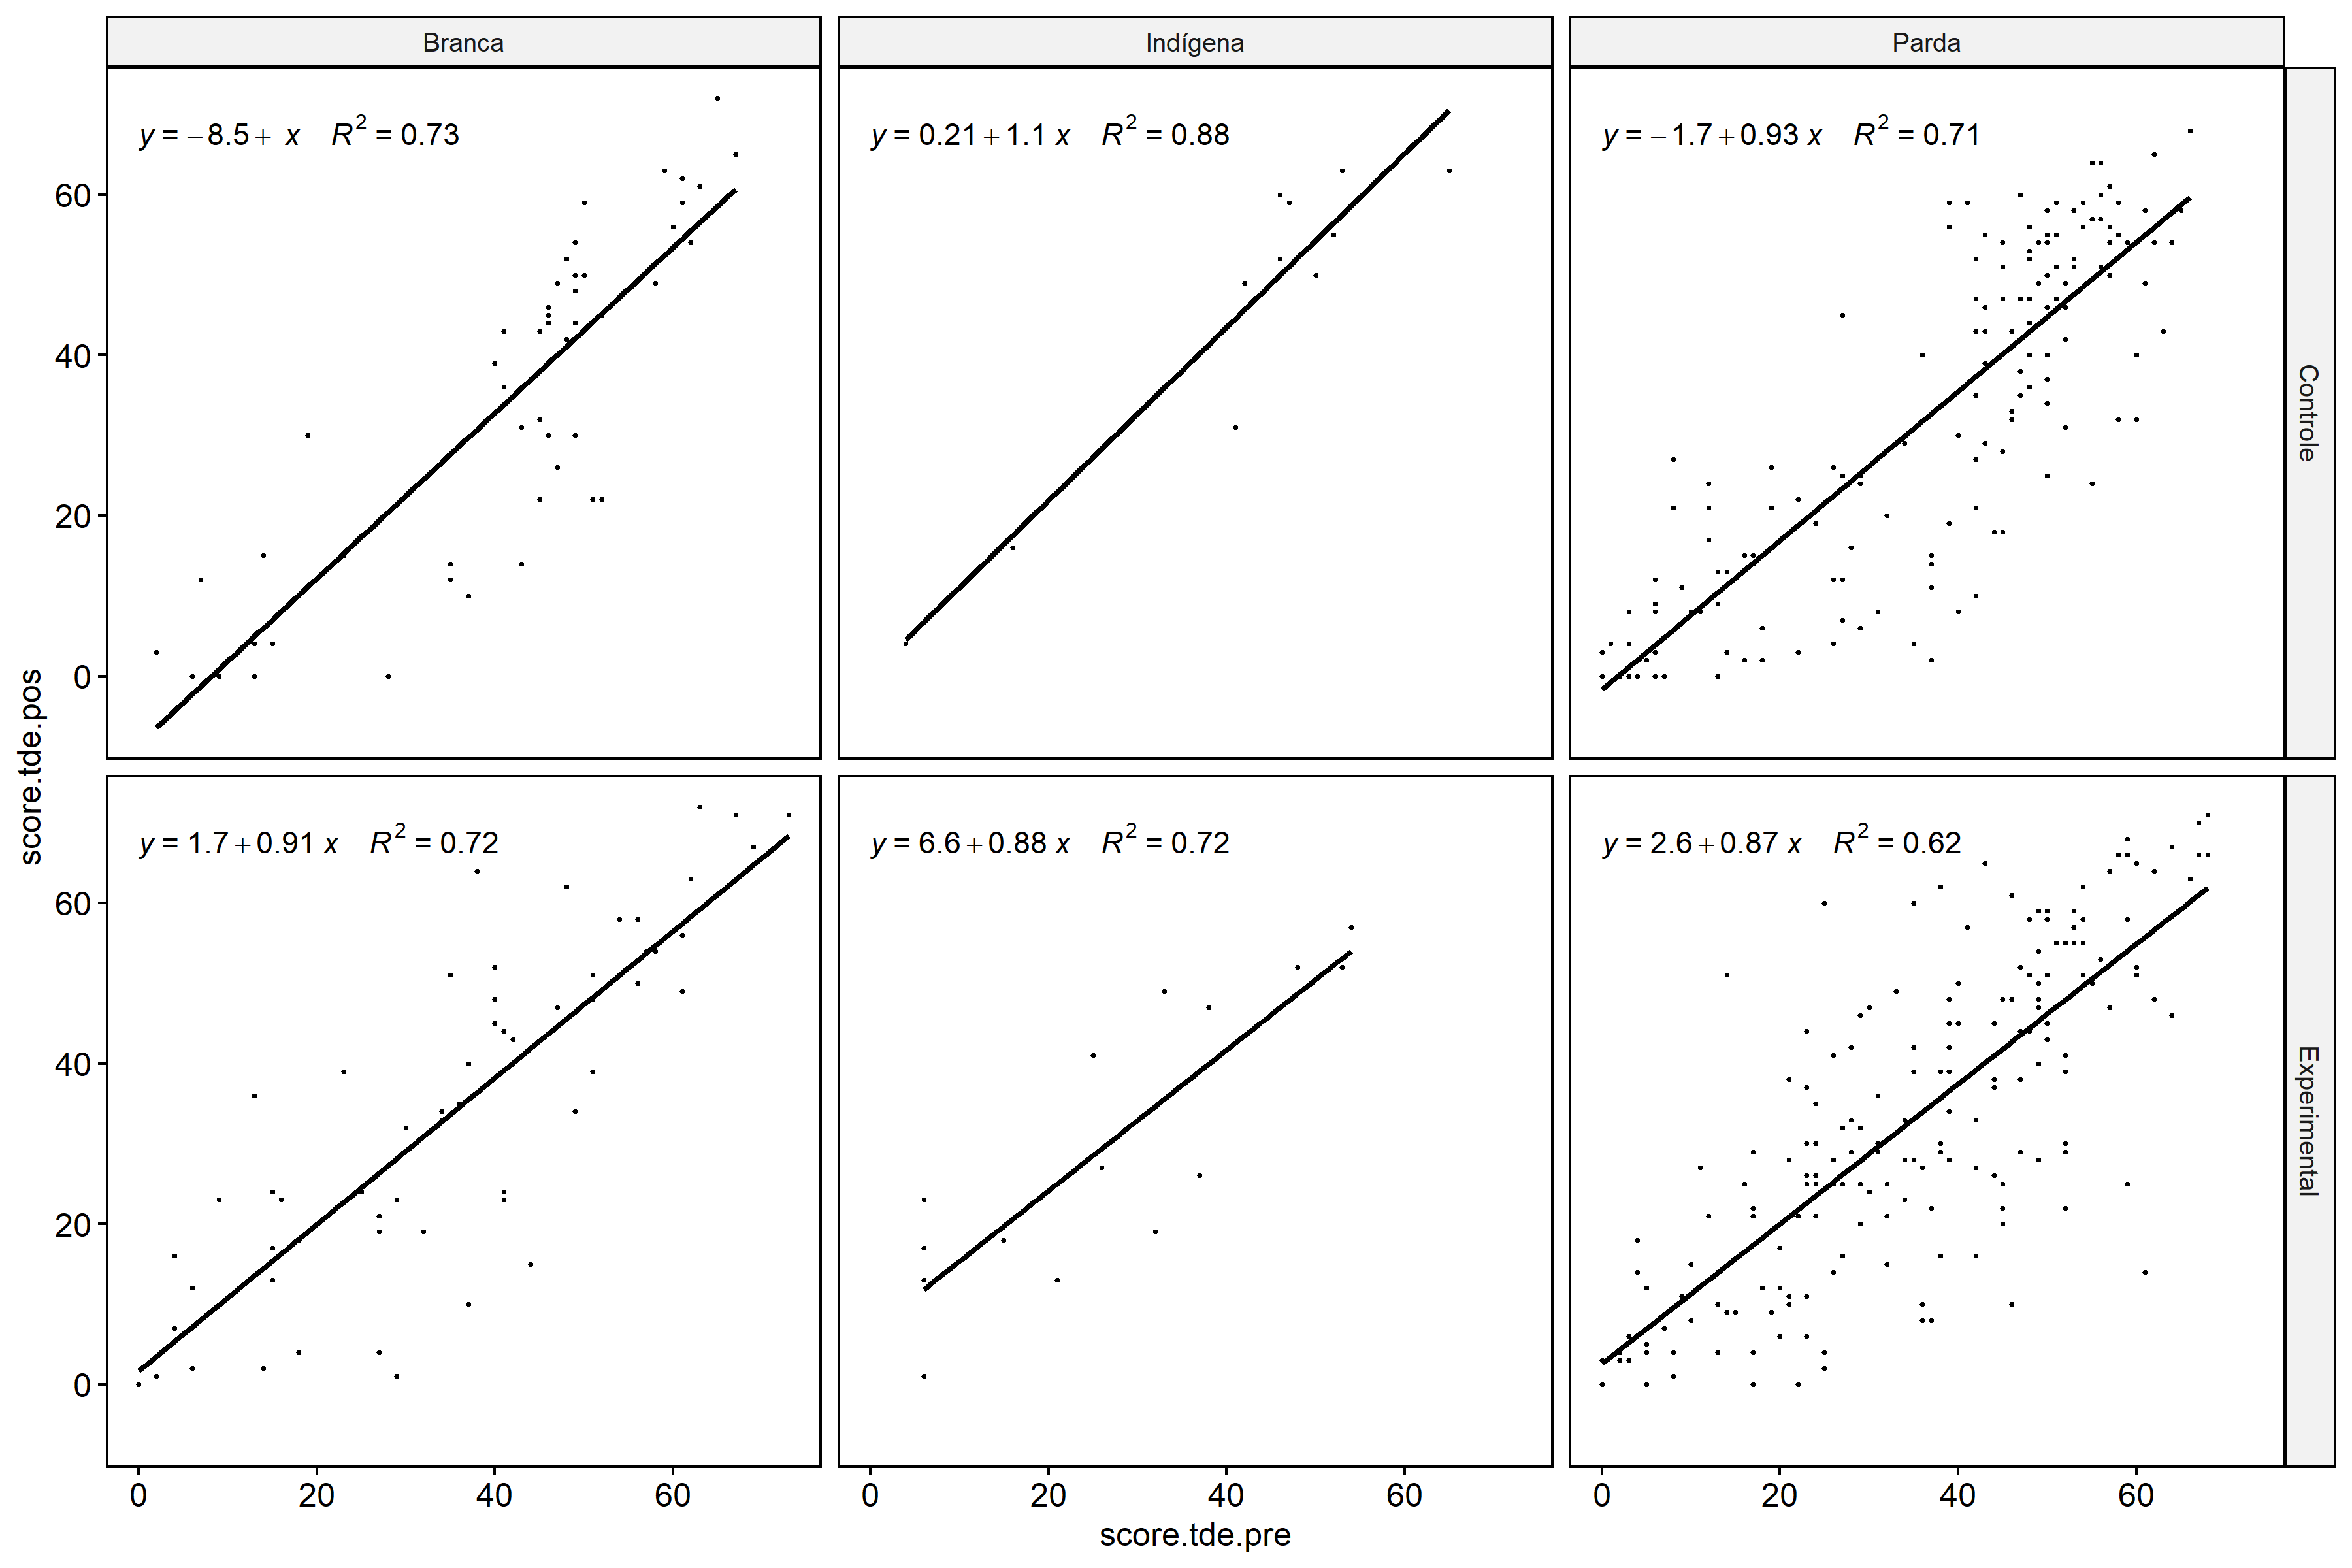 Branca Indígena Parda
y = −8.5+ x R² = 0.73
y = 0.21+1.1 x R² = 0.88
y = −1.7+0.93 x R² = 0.71
60
40
20
0
Controle
score.tde.pos
y = 1.7+0.91 x R² = 0.72
y = 6.6+0.88 x R² = 0.72
y = 2.6+0.87 x R² = 0.62
60
40
20
0
Experimental
0 20 40 60 0 20 40 60 0 20 40 60
score.tde.pre